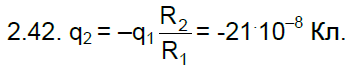 2.42. q₂ = –q₁ R₂/R₁ = -21·10⁻⁸ Кл.